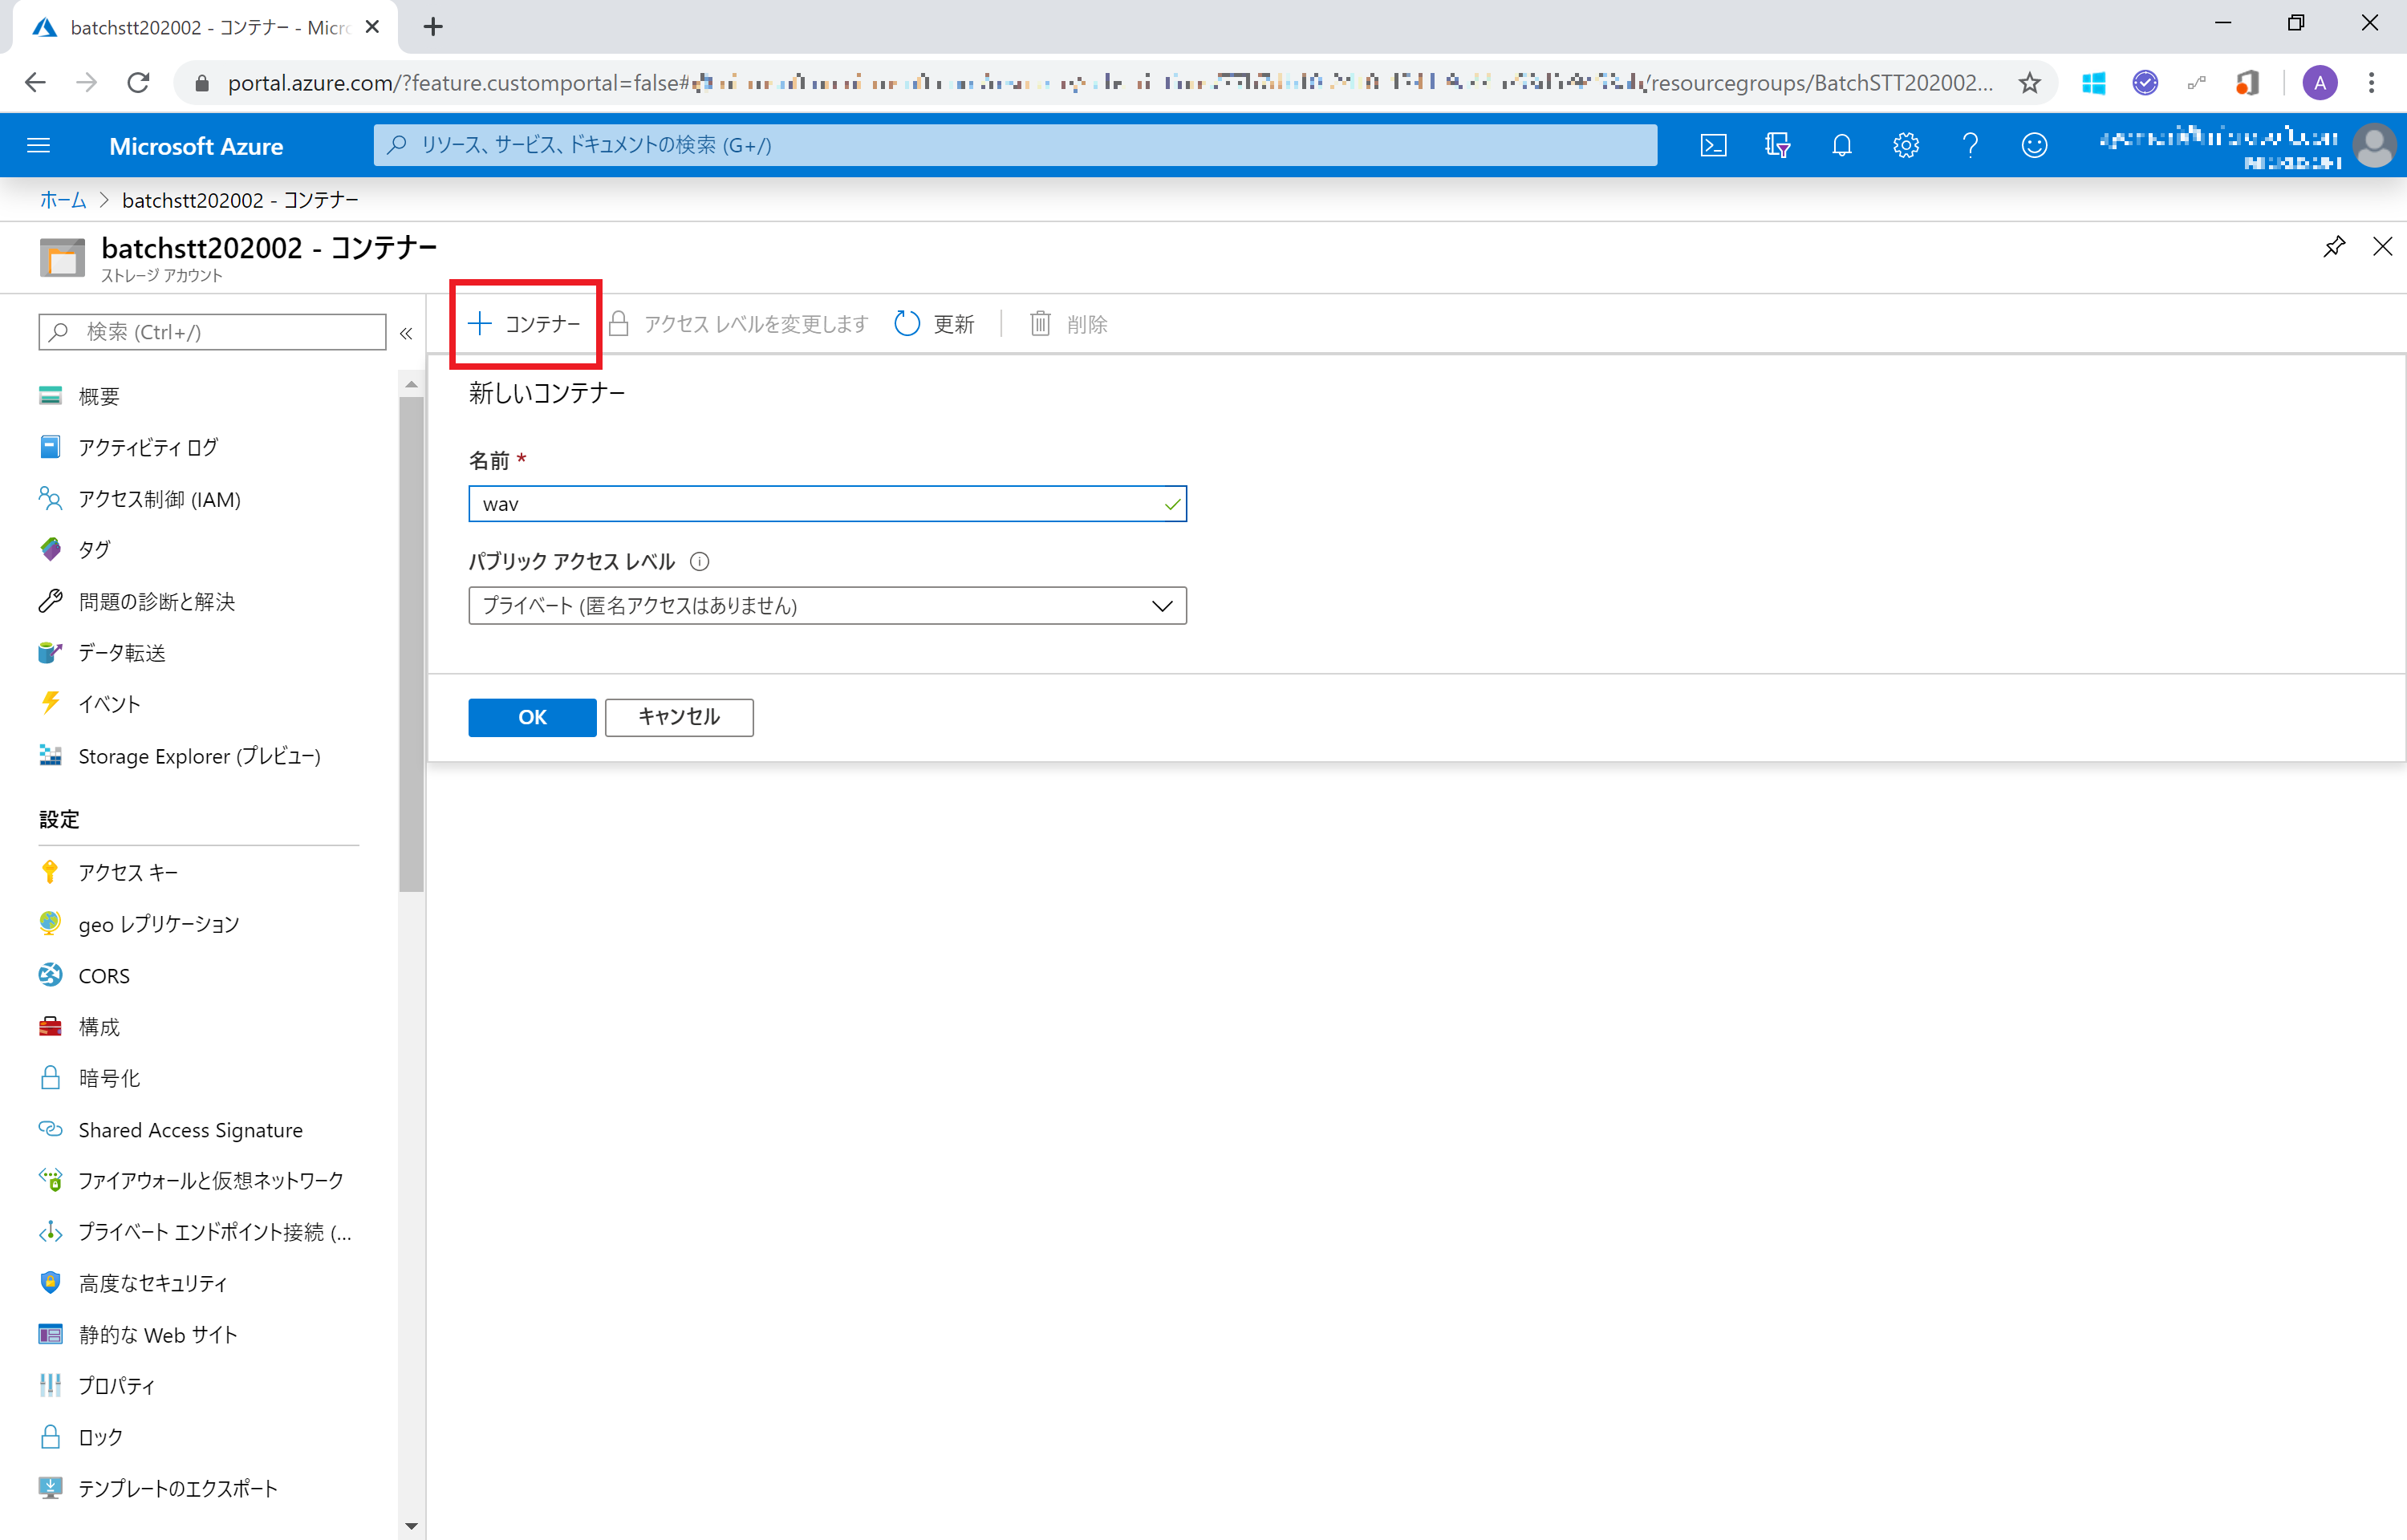 batchstt202002 - コンテナー - Micr
portal.azure.com/?feature.customportal=false#
/resourcegroups/BatchSTT202002...
A
Microsoft Azure
リソース、サービス、ドキュメントの検索 (G+/)
ホーム > batchstt202002 - コンテナー
batchstt202002 - コンテナー
ストレージ アカウント
検索 (Ctrl+/)
概要
アクティビティ ログ
アクセス制御 (IAM)
タグ
問題の診断と解決
データ転送
イベント
Storage Explorer (プレビュー)
設定
アクセス キー
geo レプリケーション
CORS
構成
暗号化
Shared Access Signature
ファイアウォールと仮想ネットワーク
プライベート エンドポイント接続 (...
高度なセキュリティ
静的な Web サイト
プロパティ
ロック
テンプレートのエクスポート
コンテナー
アクセス レベルを変更します
更新
削除
新しいコンテナー
名前 *
wav
パブリック アクセス レベル
プライベート (匿名アクセスはありません)
OK
キャンセル